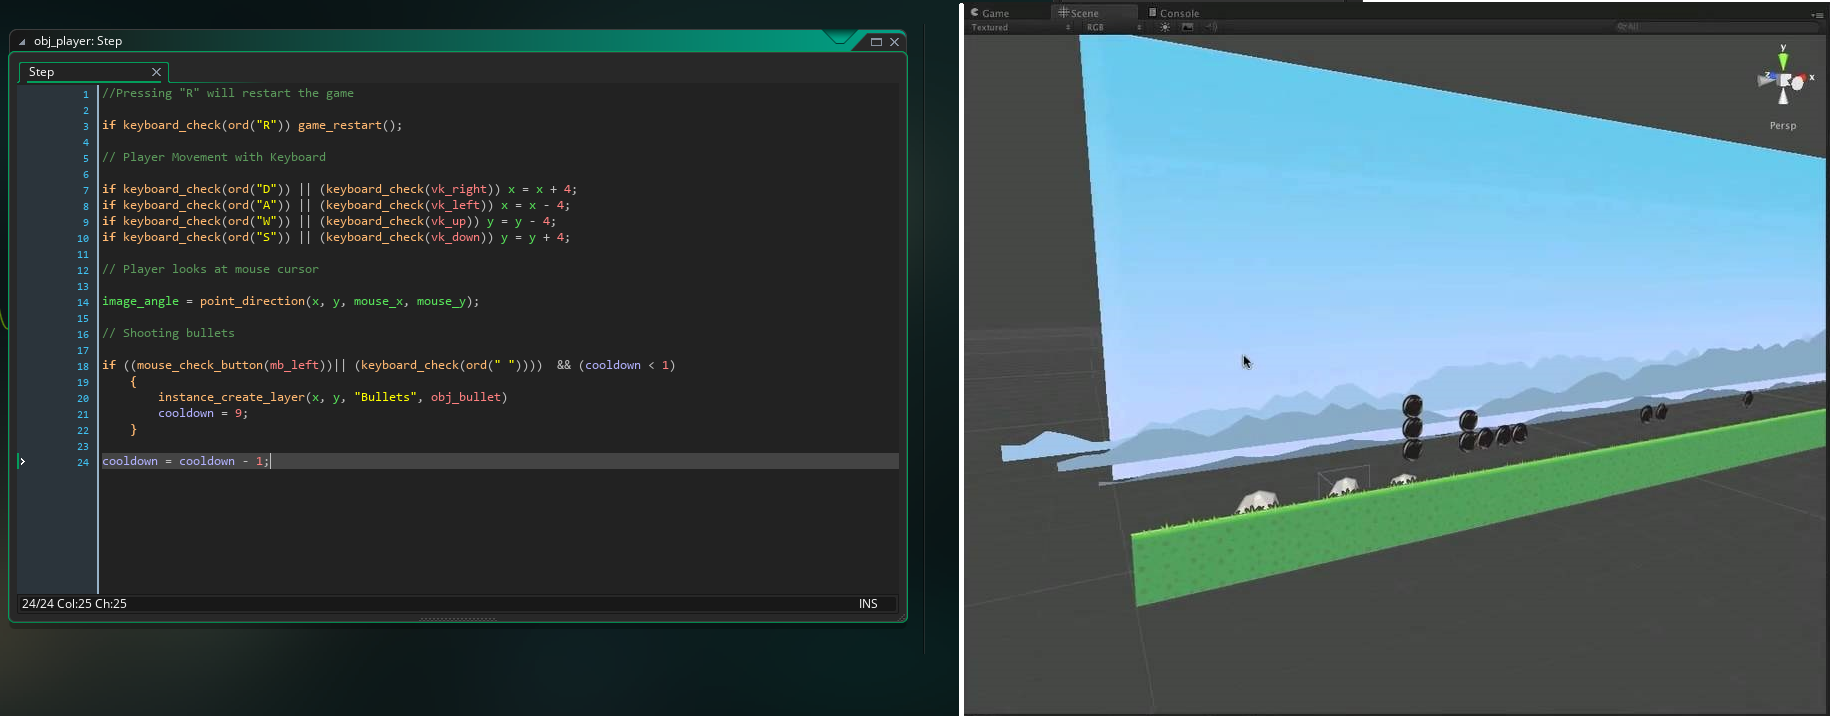 obj_player: Step
Step
1 //Pressing "R" will restart the game
2
3 if keyboard_check(ord("R")) game_restart();
4
5 // Player Movement with Keyboard
6
7 if keyboard_check(ord("D")) || (keyboard_check(vk_right)) x = x + 4;
8 if keyboard_check(ord("A")) || (keyboard_check(vk_left)) x = x - 4;
9 if keyboard_check(ord("W")) || (keyboard_check(vk_up)) y = y - 4;
10 if keyboard_check(ord("S")) || (keyboard_check(vk_down)) y = y + 4;
11
12 // Player looks at mouse cursor
13
14 image_angle = point_direction(x, y, mouse_x, mouse_y);
15
16 // Shooting bullets
17
18 if ((mouse_check_button(mb_left))|| (keyboard_check(ord(" "))))  && (cooldown < 1)
19     {
20         instance_create_layer(x, y, "Bullets", obj_bullet)
21         cooldown = 9;
22     }
23
24 cooldown = cooldown - 1;
24/24 Col:25 Ch:25 INS
Game Scene Console
Textured RGB All
y
z x
Persp